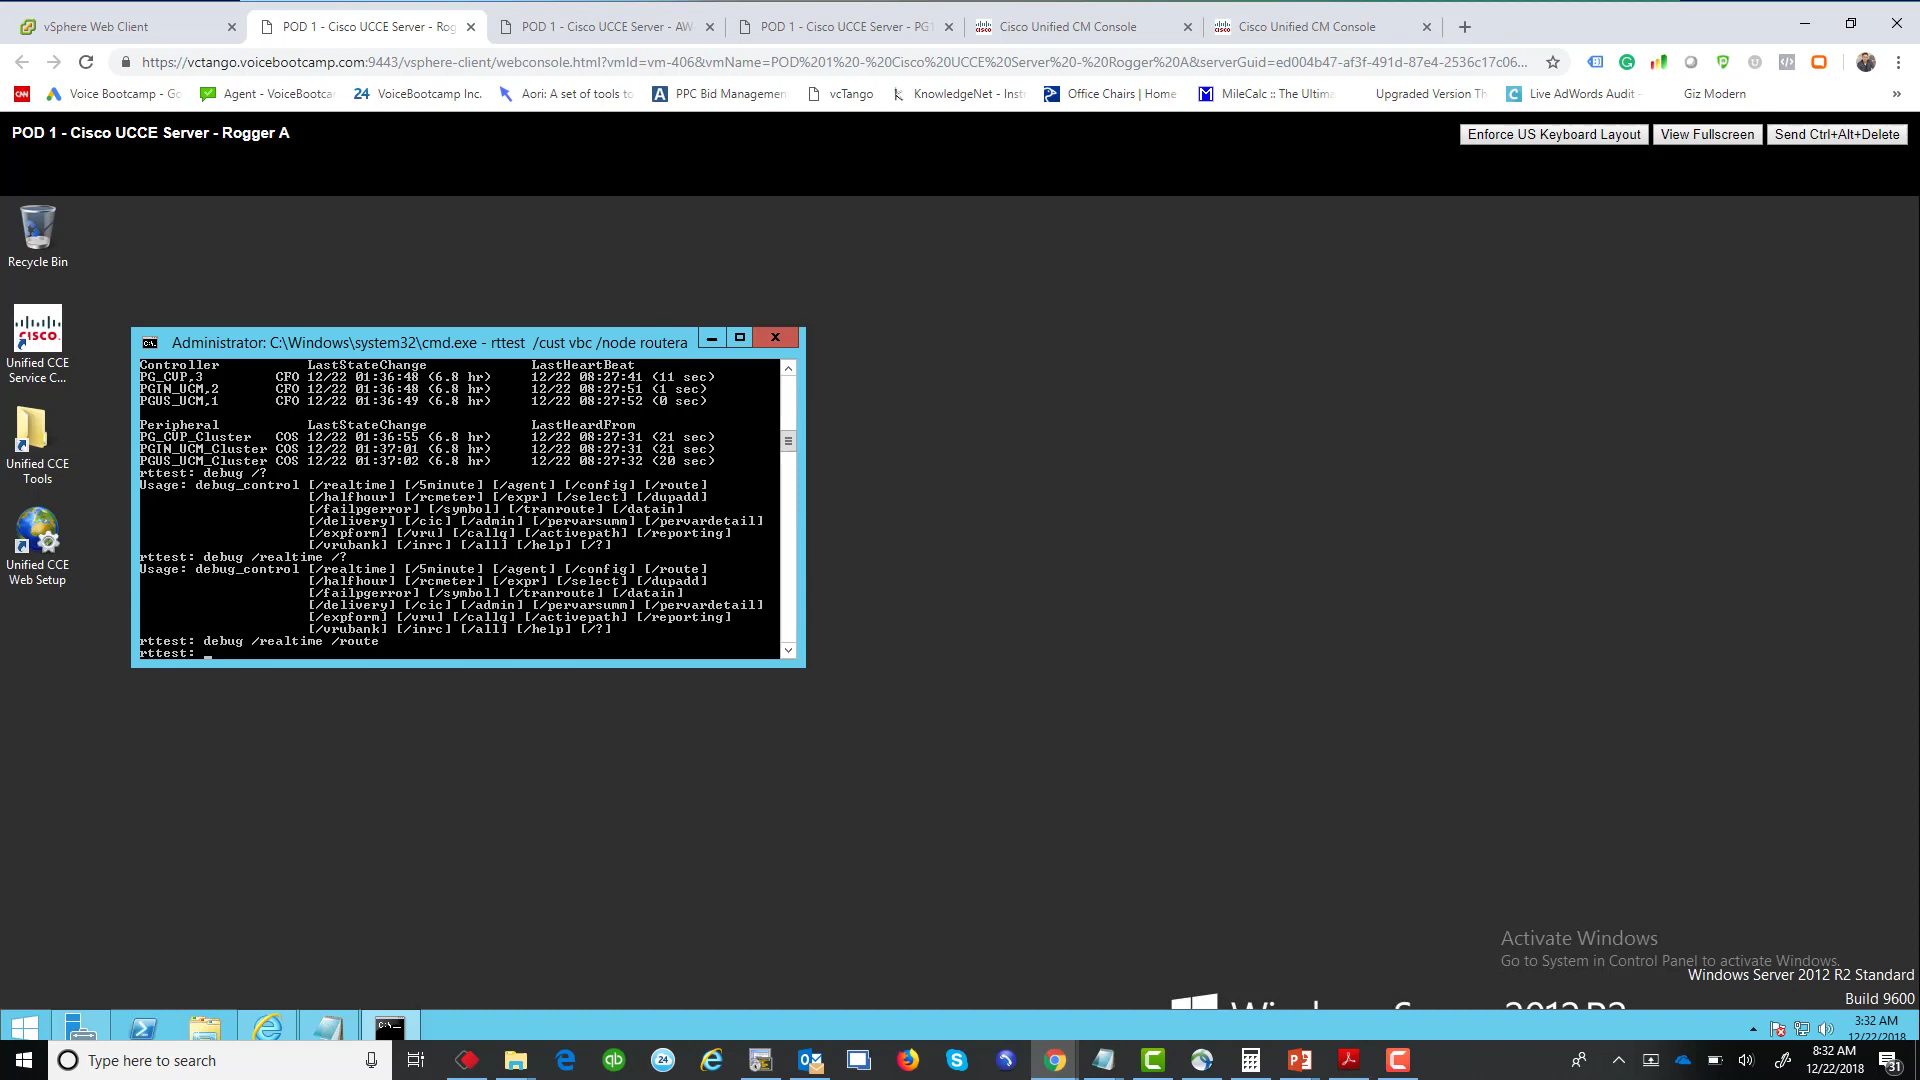 vSphere Web Client
POD 1 - Cisco UCCE Server - Rog
POD 1 - Cisco UCCE Server - AW
POD 1 - Cisco UCCE Server - PG1
Cisco Unified CM Console
Cisco Unified CM Console
https://vctango.voicebootcamp.com:9443/vsphere-client/webconsole.html?vmId=vm-406&vmName=POD%201%20-%20Cisco%20UCCE%20Server%20-%20Rogger%20A&serverGuid=ed004b47-af3f-491d-87e4-2536c17c06...
CNN
Voice Bootcamp - Go
Agent - VoiceBootca
24 VoiceBootcamp Inc.
Aori: A set of tools to
PPC Bid Managemen
vcTango
KnowledgeNet - Inst
Office Chairs | Home
MileCalc :: The Ultima
Upgraded Version Th
Live AdWords Audit -
Giz Modern
»
POD 1 - Cisco UCCE Server - Rogger A
Enforce US Keyboard Layout
View Fullscreen
Send Ctrl+Alt+Delete
Recycle Bin
CISCO
Unified CCE
Service C...
Unified CCE
Tools
Unified CCE
Web Setup
Administrator: C:\Windows\system32\cmd.exe - rttest /cust vbc /node routera
Controller LastStateChange LastHeartBeat
PG_CVP,3 CFO 12/22 01:36:48 (6.8 hr) 12/22 08:27:41 (11 sec)
PGIN_UCM,2 CFO 12/22 01:36:48 (6.8 hr) 12/22 08:27:51 (1 sec)
PGUS_UCM,1 CFO 12/22 01:36:49 (6.8 hr) 12/22 08:27:52 (0 sec)
Peripheral LastStateChange LastHeardFrom
PG_CVP_Cluster COS 12/22 01:36:55 (6.8 hr) 12/22 08:27:31 (21 sec)
PGIN_UCM_Cluster COS 12/22 01:37:01 (6.8 hr) 12/22 08:27:31 (21 sec)
PGUS_UCM_Cluster COS 12/22 01:37:02 (6.8 hr) 12/22 08:27:32 (20 sec)
rttest: debug /?
Usage: debug_control [/realtime] [/5minute] [/agent] [/config] [/route]
[/halfhour] [/rcmeter] [/expr] [/select] [/dupadd]
[/failpgerror] [/symbol] [/tranroute] [/datain]
[/delivery] [/cic] [/admin] [/pervarsumm] [/pervardetail]
[/expform] [/vru] [/callq] [/activepath] [/reporting]
[/vrubank] [/inrc] [/all] [/help] [/?]
rttest: debug /realtime /?
Usage: debug_control [/realtime] [/5minute] [/agent] [/config] [/route]
[/halfhour] [/rcmeter] [/expr] [/select] [/dupadd]
[/failpgerror] [/symbol] [/tranroute] [/datain]
[/delivery] [/cic] [/admin] [/pervarsumm] [/pervardetail]
[/expform] [/vru] [/callq] [/activepath] [/reporting]
[/vrubank] [/inrc] [/all] [/help] [/?]
rttest: debug /realtime /route
rttest: _
Activate Windows
Go to System in Control Panel to activate Windows.
Windows Server 2012 R2 Standard
Build 9600
3:32 AM
12/22/2018
Type here to search
8:32 AM
12/22/2018
31